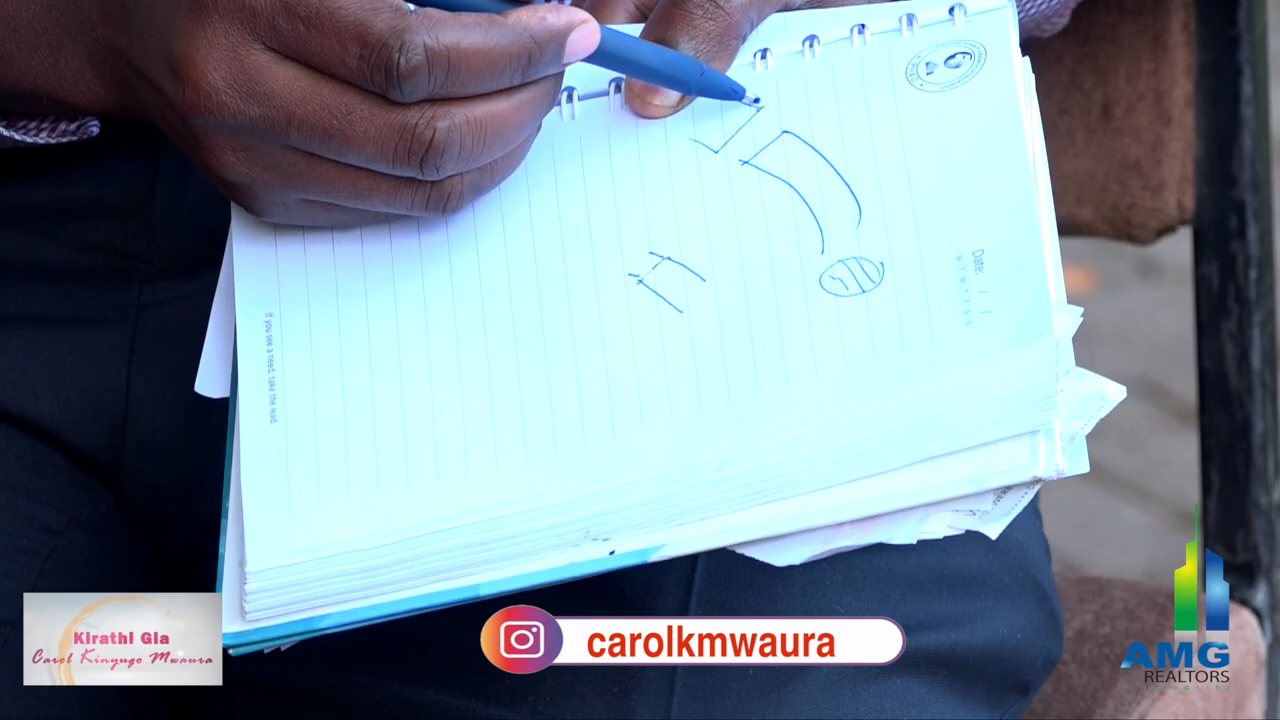 Date: / /
M T W T F S S
If you see a need, take the lead.
Kirathi Gia
Carol Kinyugo Mwaura
carolkmwaura
AMG
REALTORS